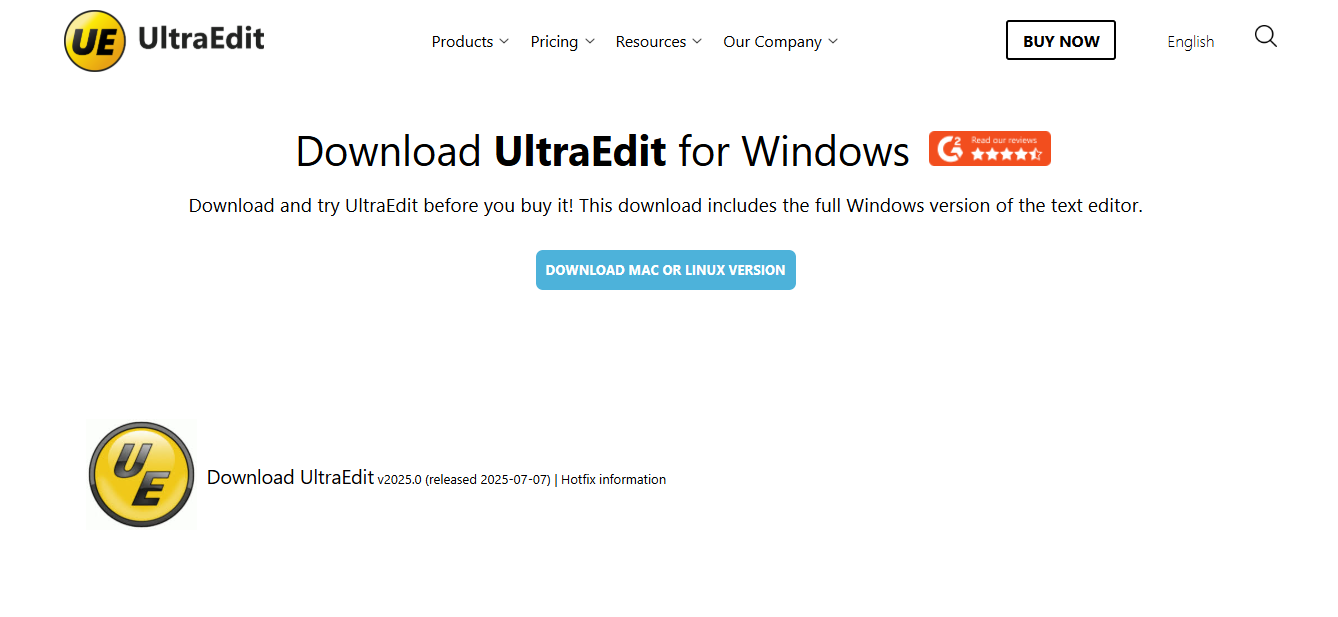 UE UltraEdit
Products Pricing Resources Our Company BUY NOW English
Download UltraEdit for Windows
G2 Read our reviews
Download and try UltraEdit before you buy it! This download includes the full Windows version of the text editor.
DOWNLOAD MAC OR LINUX VERSION
UE
Download UltraEdit v2025.0 (released 2025-07-07) | Hotfix information